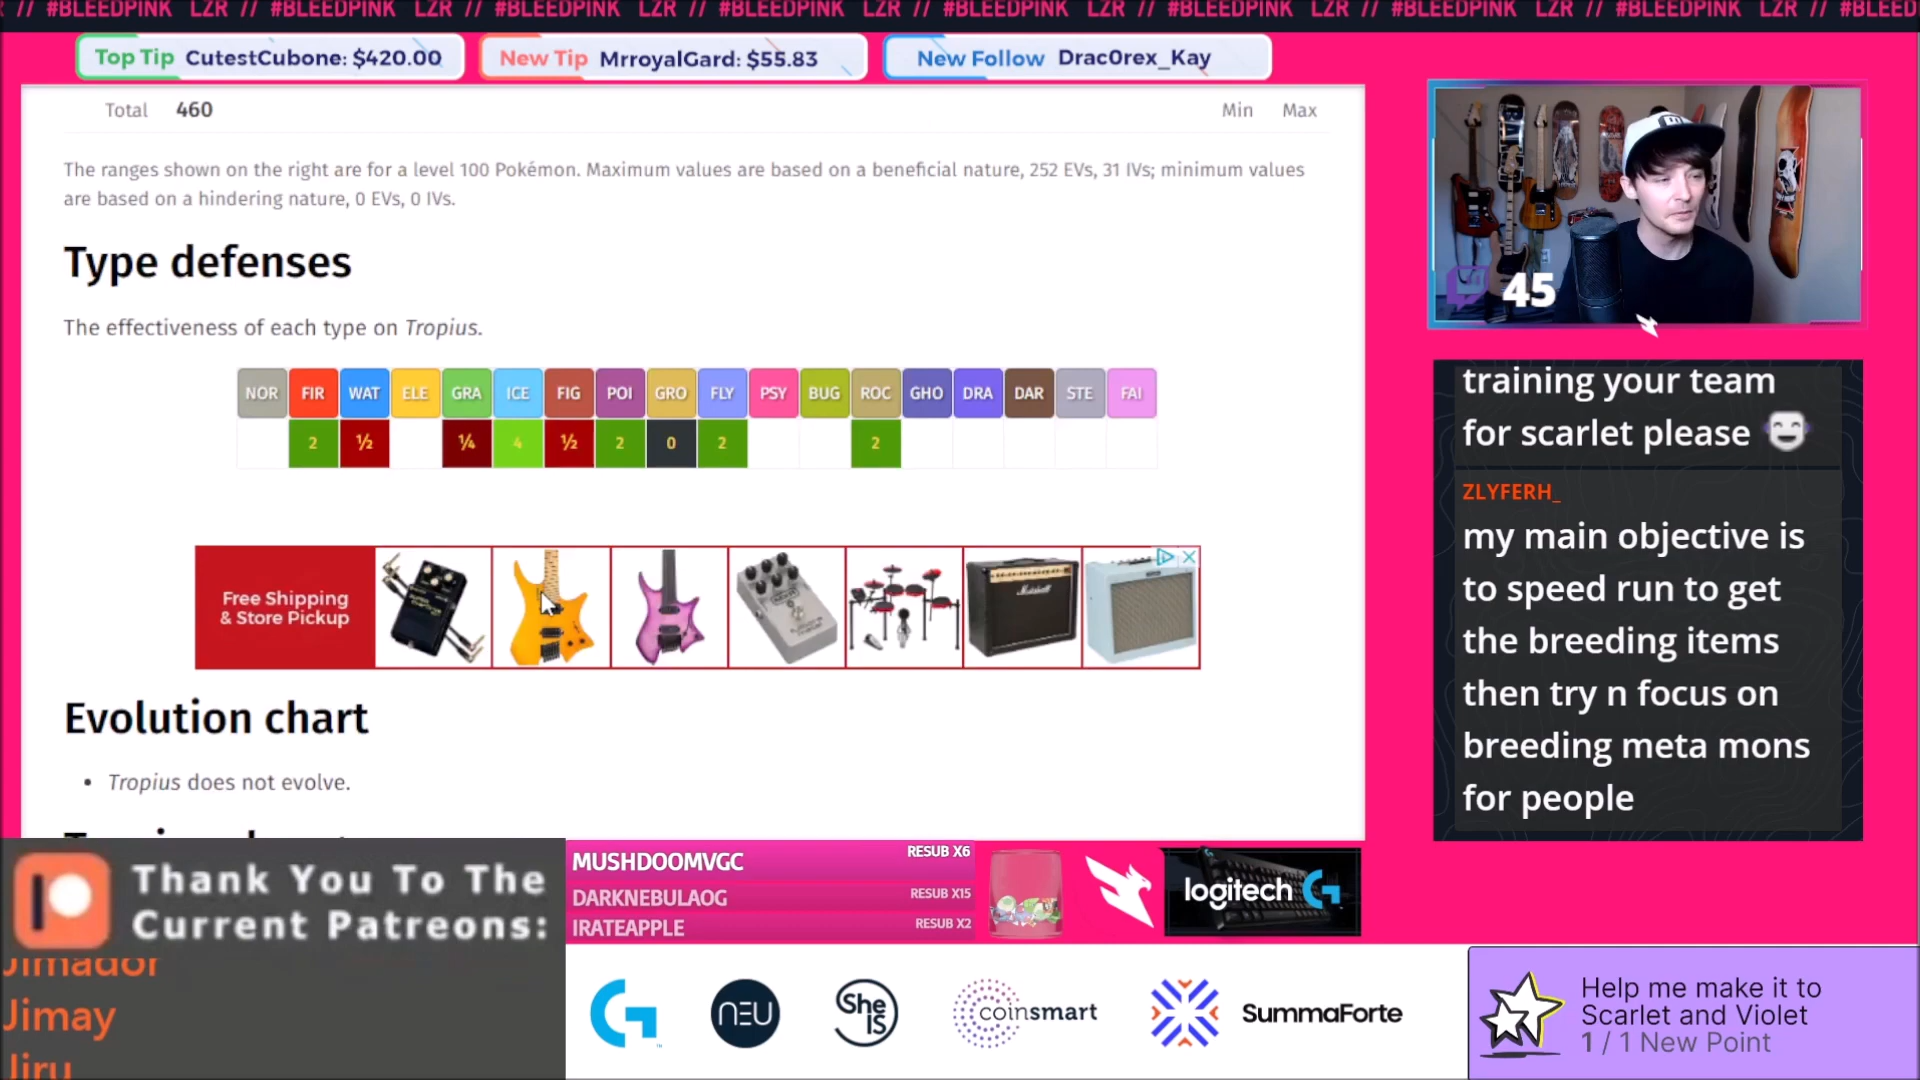 // #BLEEDPINK LZR // #BLEEDPINK LZR // #BLEEDPINK LZR // #BLEEDPINK LZR // #BLEEDPINK LZR // #BLEEDPINK LZR // #BLEEDPINK LZR // #BLEEDPINK LZR // #BLEED
Top Tip CutestCubone: $420.00
New Tip MrroyalGard: $55.83
New Follow Drac0rex_Kay
Total 460 Min Max
The ranges shown on the right are for a level 100 Pokémon. Maximum values are based on a beneficial nature, 252 EVs, 31 IVs; minimum values
are based on a hindering nature, 0 EVs, 0 IVs.
Type defenses
The effectiveness of each type on Tropius.
NOR FIR WAT ELE GRA ICE FIG POI GRO FLY PSY BUG ROC GHO DRA DAR STE FAI
2 ½ ¼ 4 ½ 2 0 2 2
Free Shipping
& Store Pickup
Marshall
Evolution chart
• Tropius does not evolve.
45
training your team
for scarlet please
ZLYFERH_
my main objective is
to speed run to get
the breeding items
then try n focus on
breeding meta mons
for people
Thank You To The
Current Patreons:
Jimador
Jimay
Jiru
MUSHDOOMVGC RESUB X6
DARKNEBULAOG RESUB X15
IRATEAPPLE RESUB X2
logitech G
NEU
She
IS
coinsmart
SummaForte
Help me make it to
Scarlet and Violet
1 / 1 New Point